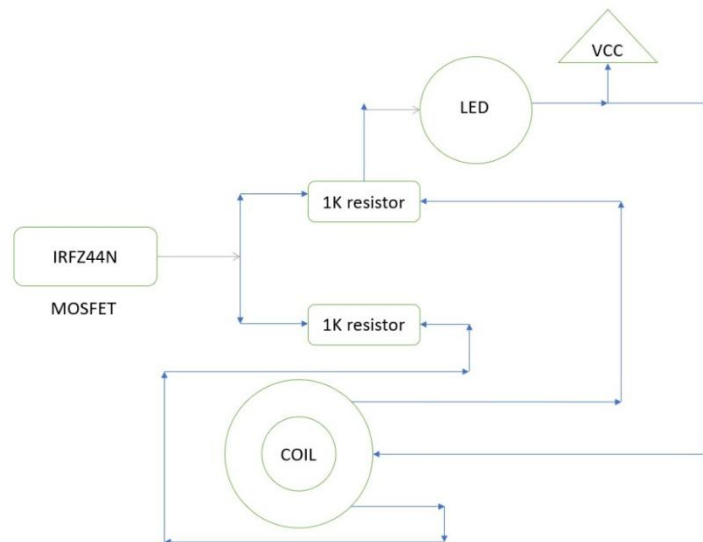 VCC
LED
1K resistor
IRFZ44N
MOSFET
1K resistor
COIL